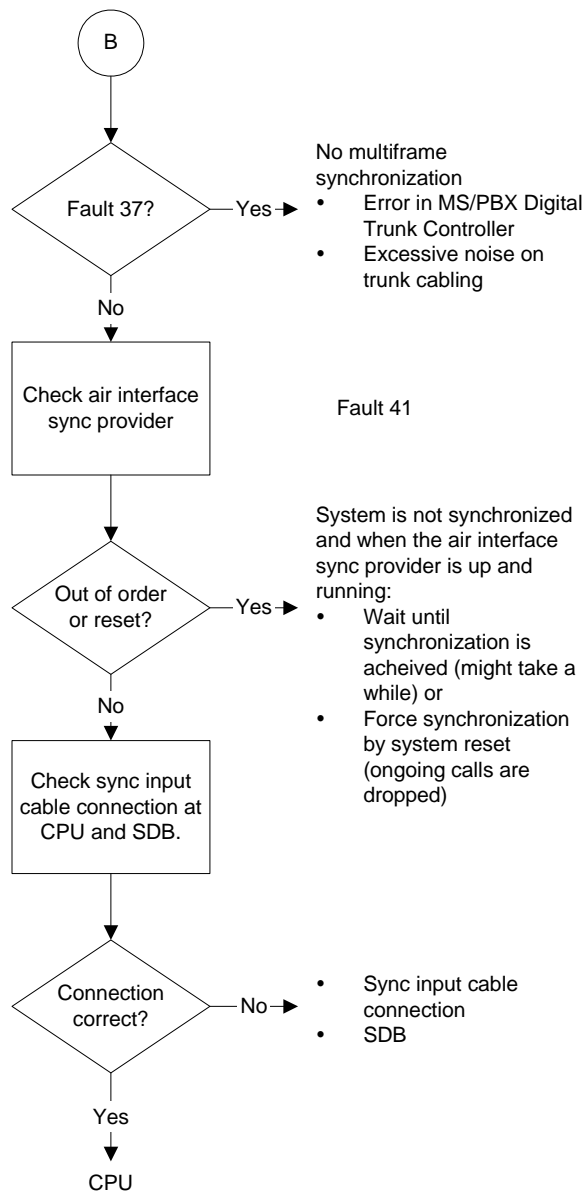 B
Fault 37?
Yes
No multiframe
synchronization
• Error in MS/PBX Digital
Trunk Controller
• Excessive noise on
trunk cabling
No
Check air interface
sync provider
Fault 41
Out of order
or reset?
Yes
System is not synchronized
and when the air interface
sync provider is up and
running:
• Wait until
synchronization is
acheived (might take a
while) or
• Force synchronization
by system reset
(ongoing calls are
dropped)
No
Check sync input
cable connection at
CPU and SDB.
Connection
correct?
No
• Sync input cable
connection
• SDB
Yes
CPU